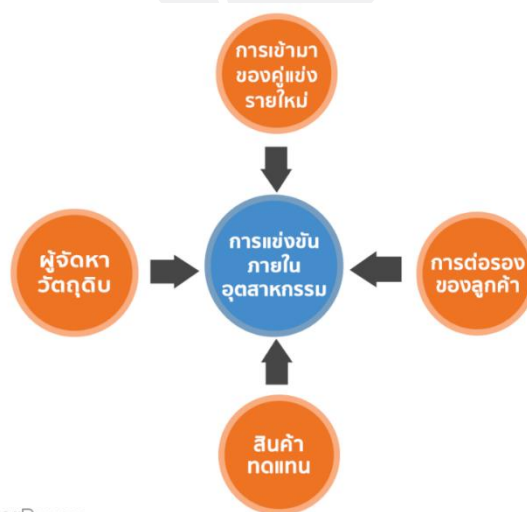 การเข้ามา
ของคู่แข่ง
รายใหม่
ผู้จัดหา
วัตถุดิบ
การแข่งขัน
ภายใน
อุตสาหกรรม
การต่อรอง
ของลูกค้า
สินค้า
ทดแทน